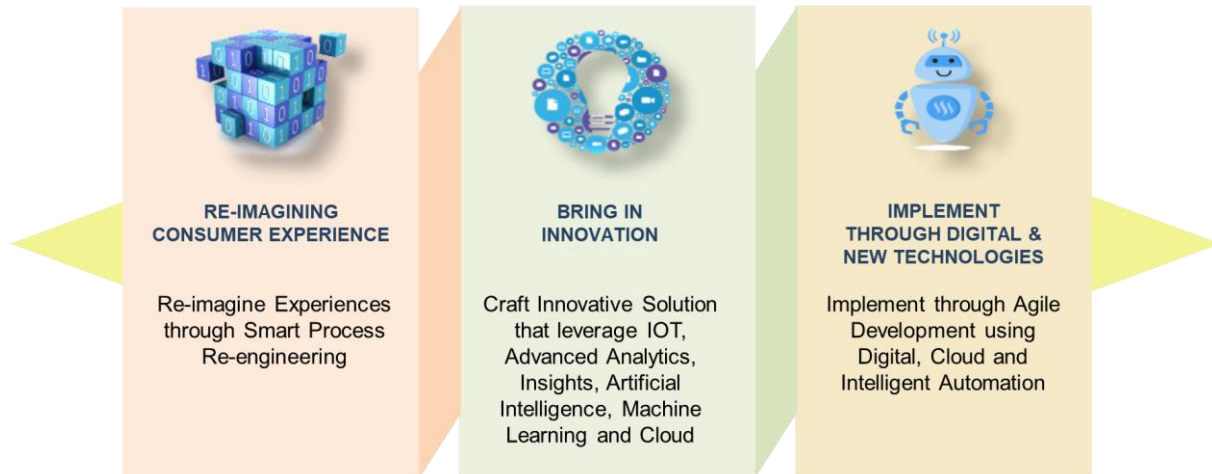 RE-IMAGINING
CONSUMER EXPERIENCE
Re-imagine Experiences
through Smart Process
Re-engineering
BRING IN
INNOVATION
Craft Innovative Solution
that leverage IOT,
Advanced Analytics,
Insights, Artificial
Intelligence, Machine
Learning and Cloud
IMPLEMENT
THROUGH DIGITAL &
NEW TECHNOLOGIES
Implement through Agile
Development using
Digital, Cloud and
Intelligent Automation